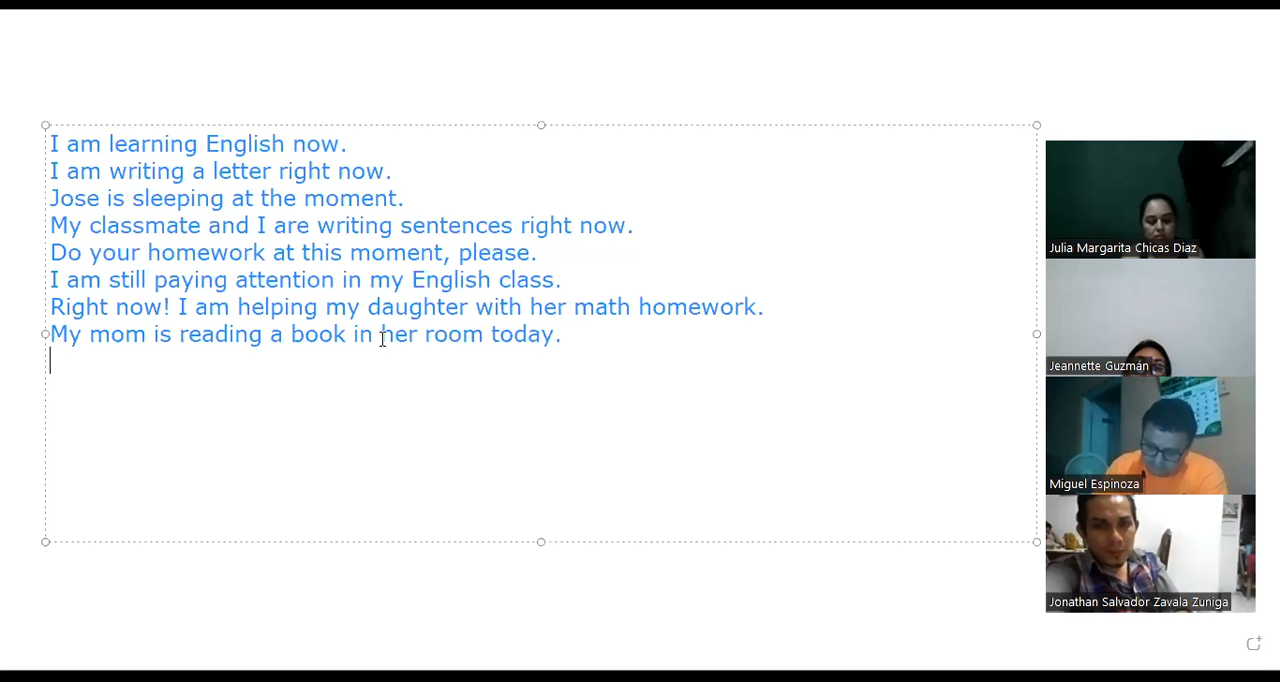 I am learning English now.
I am writing a letter right now.
Jose is sleeping at the moment.
My classmate and I are writing sentences right now.
Do your homework at this moment, please.
I am still paying attention in my English class.
Right now! I am helping my daughter with her math homework.
My mom is reading a book in her room today.
Julia Margarita Chicas Diaz
Jeannette Guzmán
Miguel Espinoza
Jonathan Salvador Zavala Zuniga